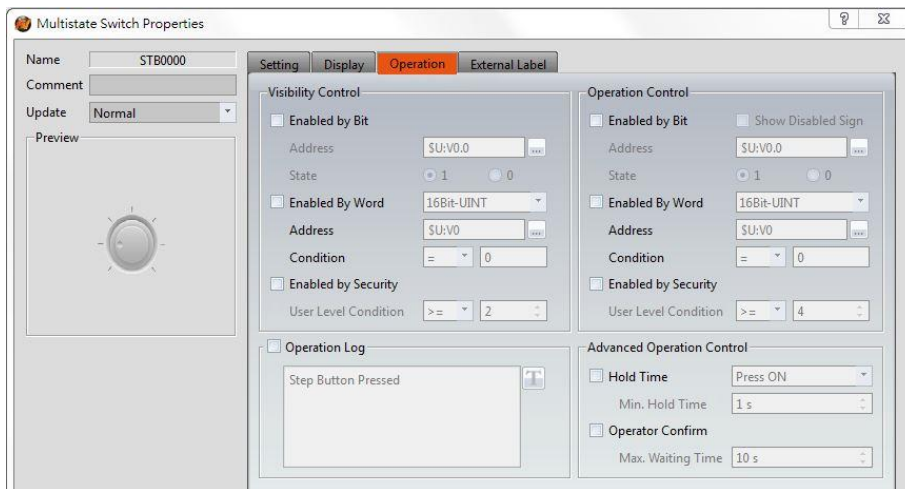 Multistate Switch Properties
?
Name STB0000
Comment
Update Normal
Preview
Setting Display Operation External Label
Visibility Control
Enabled by Bit
Address $U:V0.0 ...
State 1 0
Enabled By Word 16Bit-UINT
Address $U:V0 ...
Condition = 0
Enabled by Security
User Level Condition >= 2
Operation Control
Enabled by Bit Show Disabled Sign
Address $U:V0.0 ...
State 1 0
Enabled By Word 16Bit-UINT
Address $U:V0 ...
Condition = 0
Enabled by Security
User Level Condition >= 4
Operation Log
Step Button Pressed
T
Advanced Operation Control
Hold Time Press ON
Min. Hold Time 1 s
Operator Confirm
Max. Waiting Time 10 s